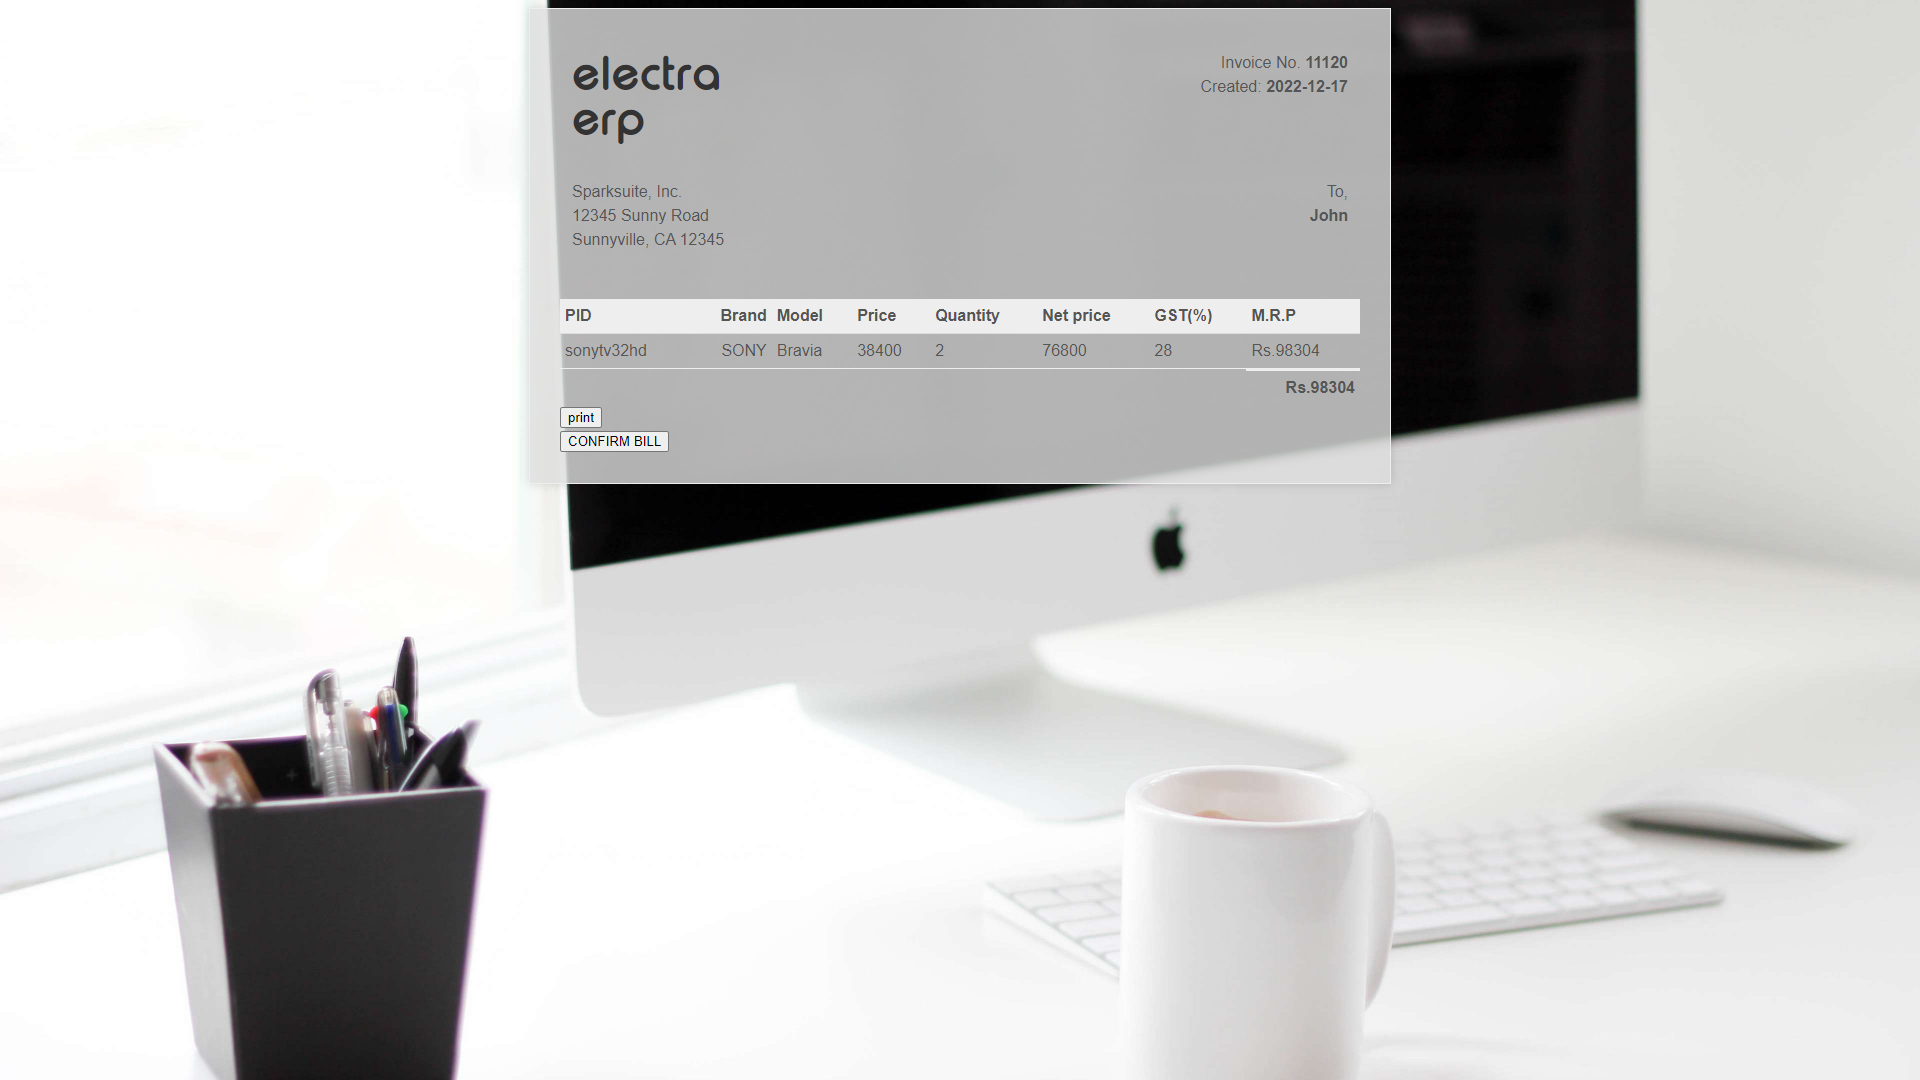 electra
erp
Invoice No. 11120
Created: 2022-12-17
Sparksuite, Inc.
12345 Sunny Road
Sunnyville, CA 12345
To,
John
PID Brand Model Price Quantity Net price GST(%) M.R.P
sonytv32hd SONY Bravia 38400 2 76800 28 Rs.98304
Rs.98304
print
CONFIRM BILL